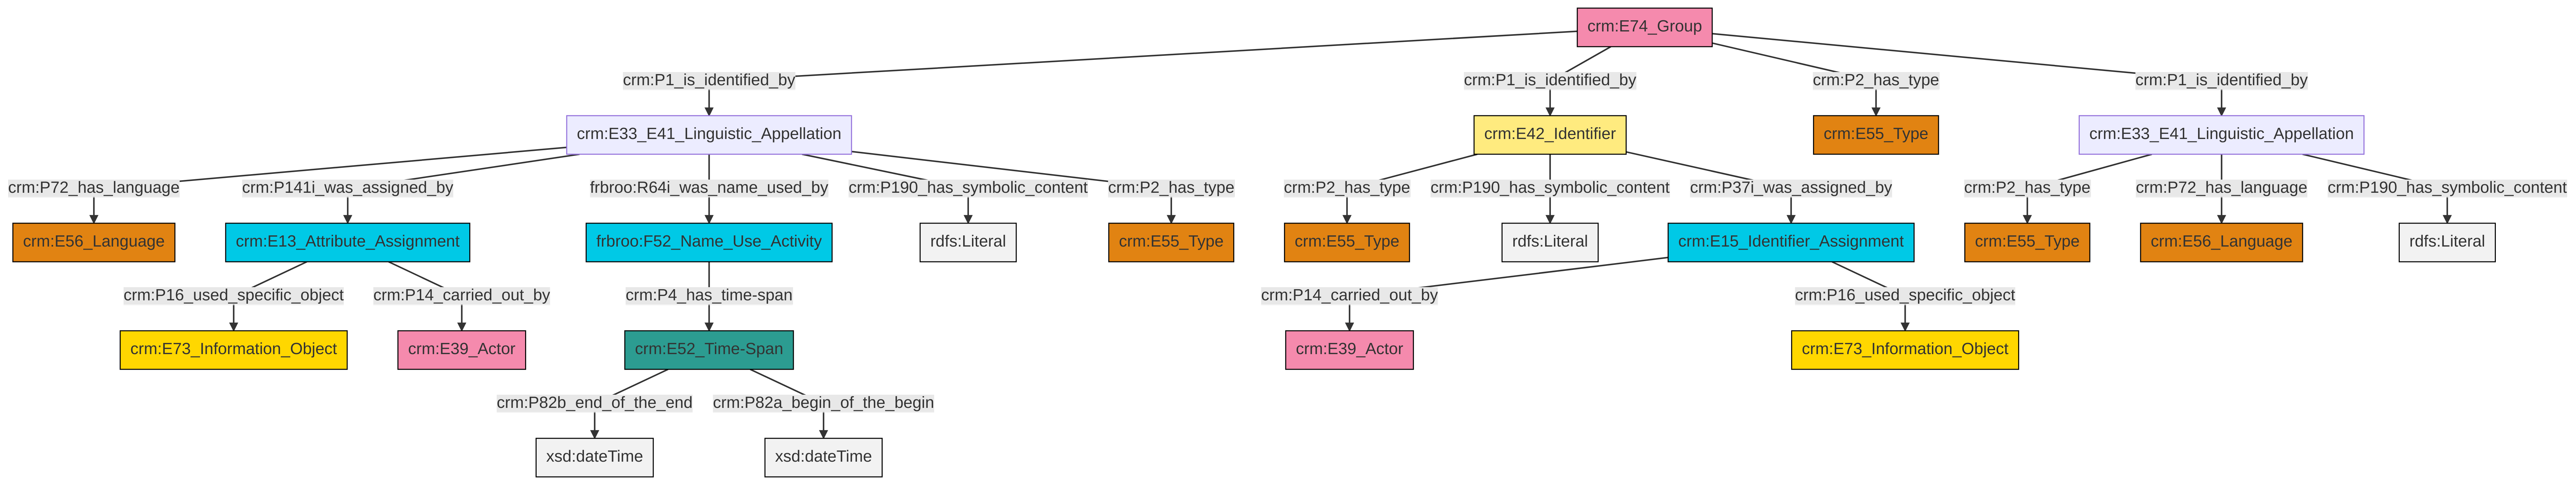 crm:E74_Group
crm:P1_is_identified_by crm:P1_is_identified_by crm:P2_has_type crm:P1_is_identified_by
crm:E33_E41_Linguistic_Appellation crm:E42_Identifier crm:E55_Type crm:E33_E41_Linguistic_Appellation
crm:P72_has_language crm:P141i_was_assigned_by frbroo:R64i_was_name_used_by crm:P190_has_symbolic_content crm:P2_has_type crm:P2_has_type crm:P190_has_symbolic_content crm:P37i_was_assigned_by crm:P2_has_type crm:P72_has_language crm:P190_has_symbolic_content
crm:E56_Language crm:E13_Attribute_Assignment frbroo:F52_Name_Use_Activity rdfs:Literal crm:E55_Type crm:E55_Type rdfs:Literal crm:E15_Identifier_Assignment crm:E55_Type crm:E56_Language rdfs:Literal
crm:P16_used_specific_object crm:P14_carried_out_by crm:P4_has_time-span crm:P14_carried_out_by crm:P16_used_specific_object
crm:E73_Information_Object crm:E39_Actor crm:E52_Time-Span crm:E39_Actor crm:E73_Information_Object
crm:P82b_end_of_the_end crm:P82a_begin_of_the_begin
xsd:dateTime xsd:dateTime